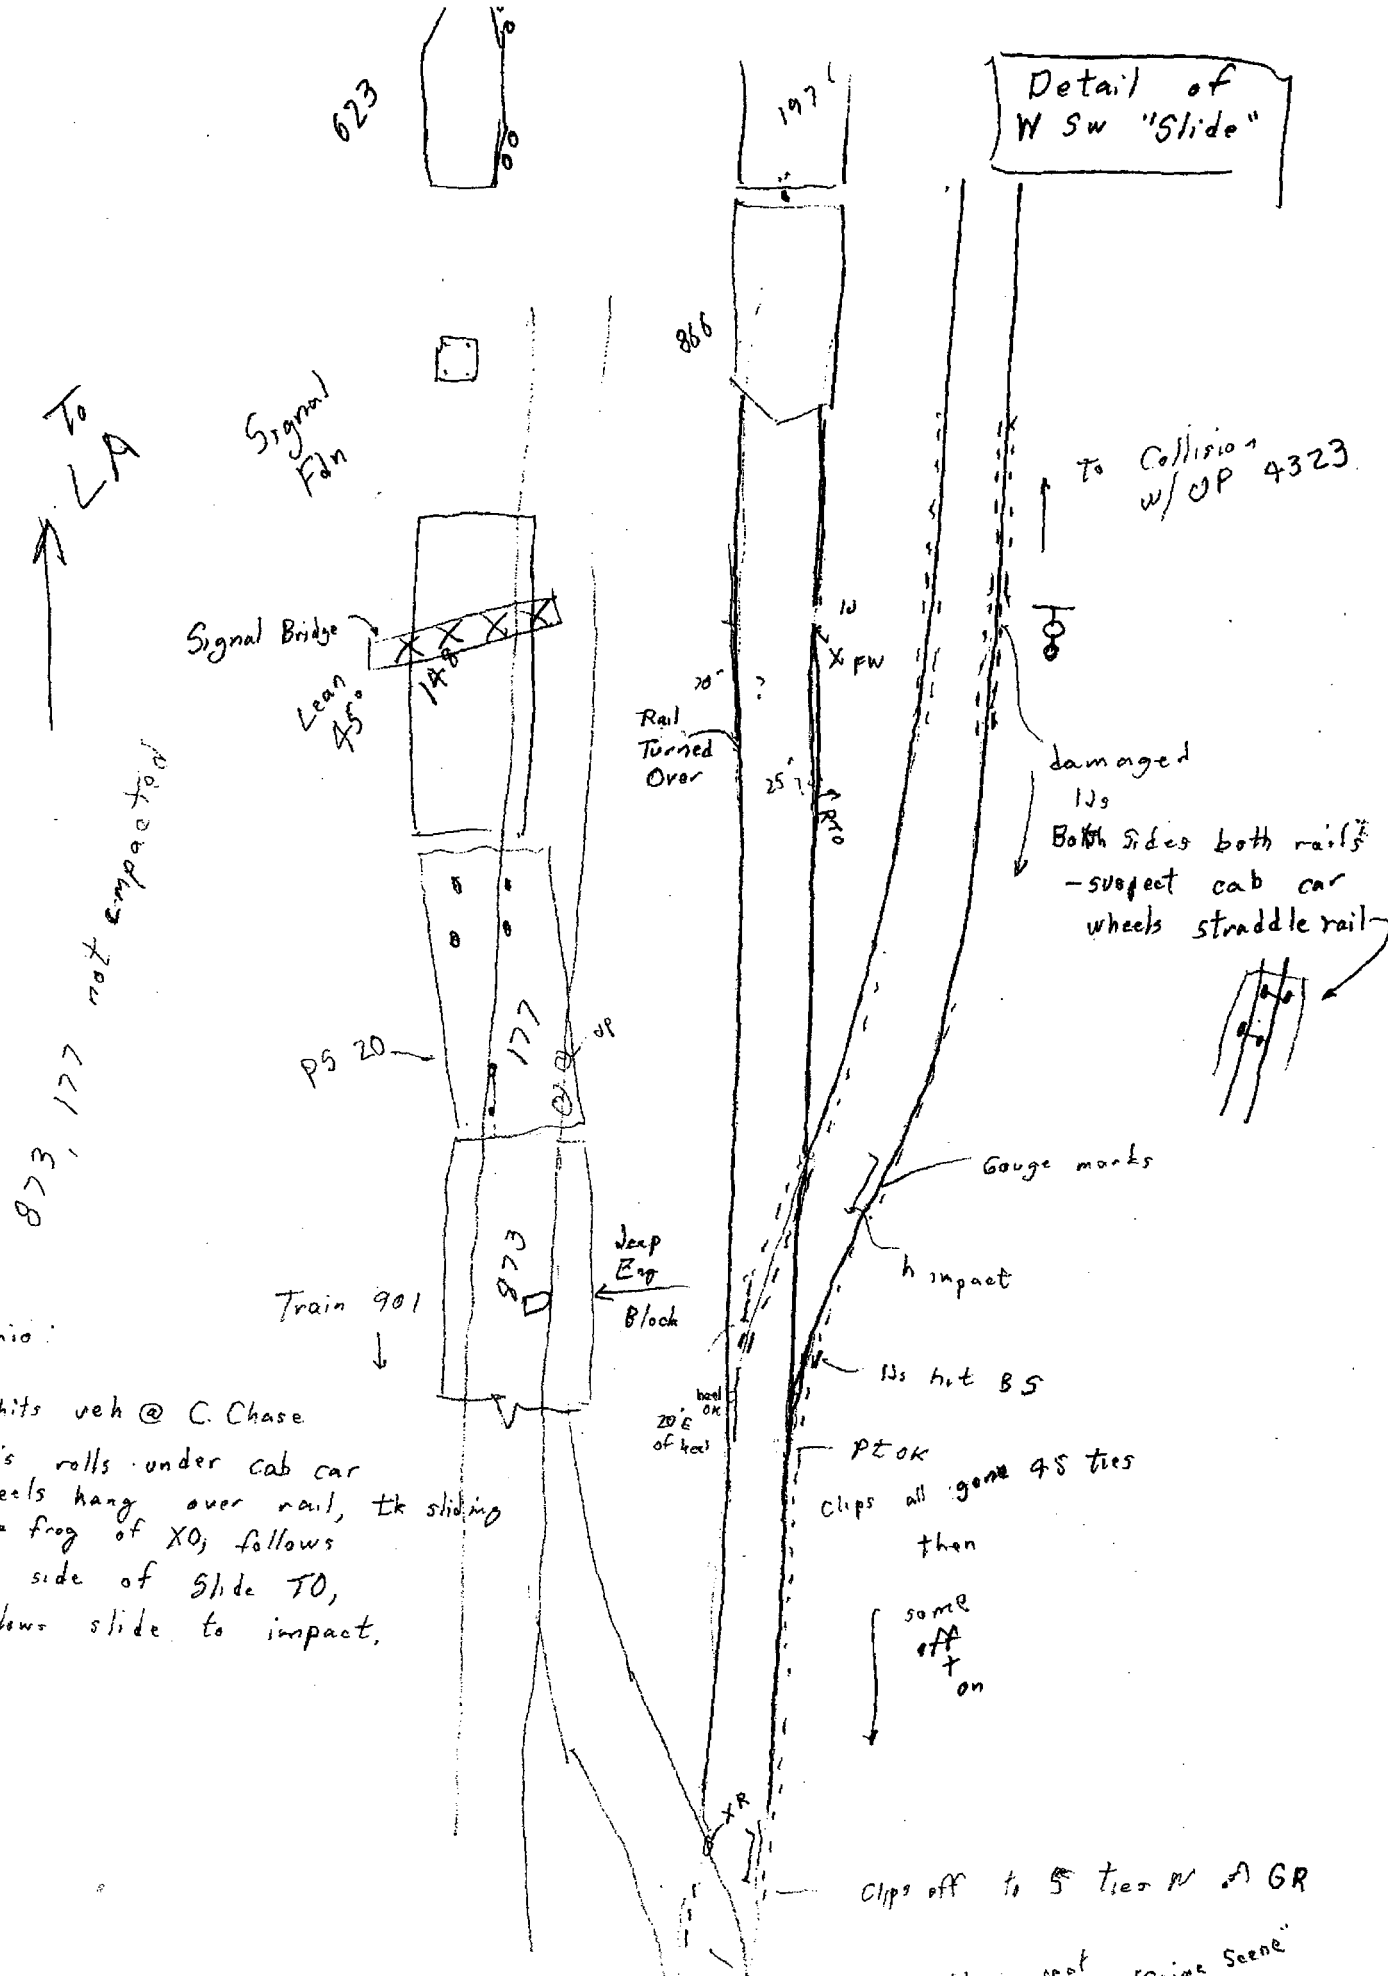 623
197
Detail of
W Sw "Slide"
866
To
LA
Signal
Fdn
To Collision
w/ UP 4323
Signal Bridge
Lean
45°
148
10
X FW
70'
?
Rail
Turned
Over
25'
?
RTO
damaged
Both sides both rails
- suspect cab car
wheels straddle rail
873, 177 not impacted
PS 20
177
UP
Gouge marks
impact
873
Jeep
Eng
Block
Train 901
hit BS
heel
OK
20' E
of heel
Pt OK
Clips all gone 45 ties
then
some
off
+
on
hits veh @ C. Chase
rolls under cab car
hang over rail, tk sliding
frog of XO, follows
side of Slide TO,
slide to impact.
XR
Clips off to 5 ties N of GR
Scene"